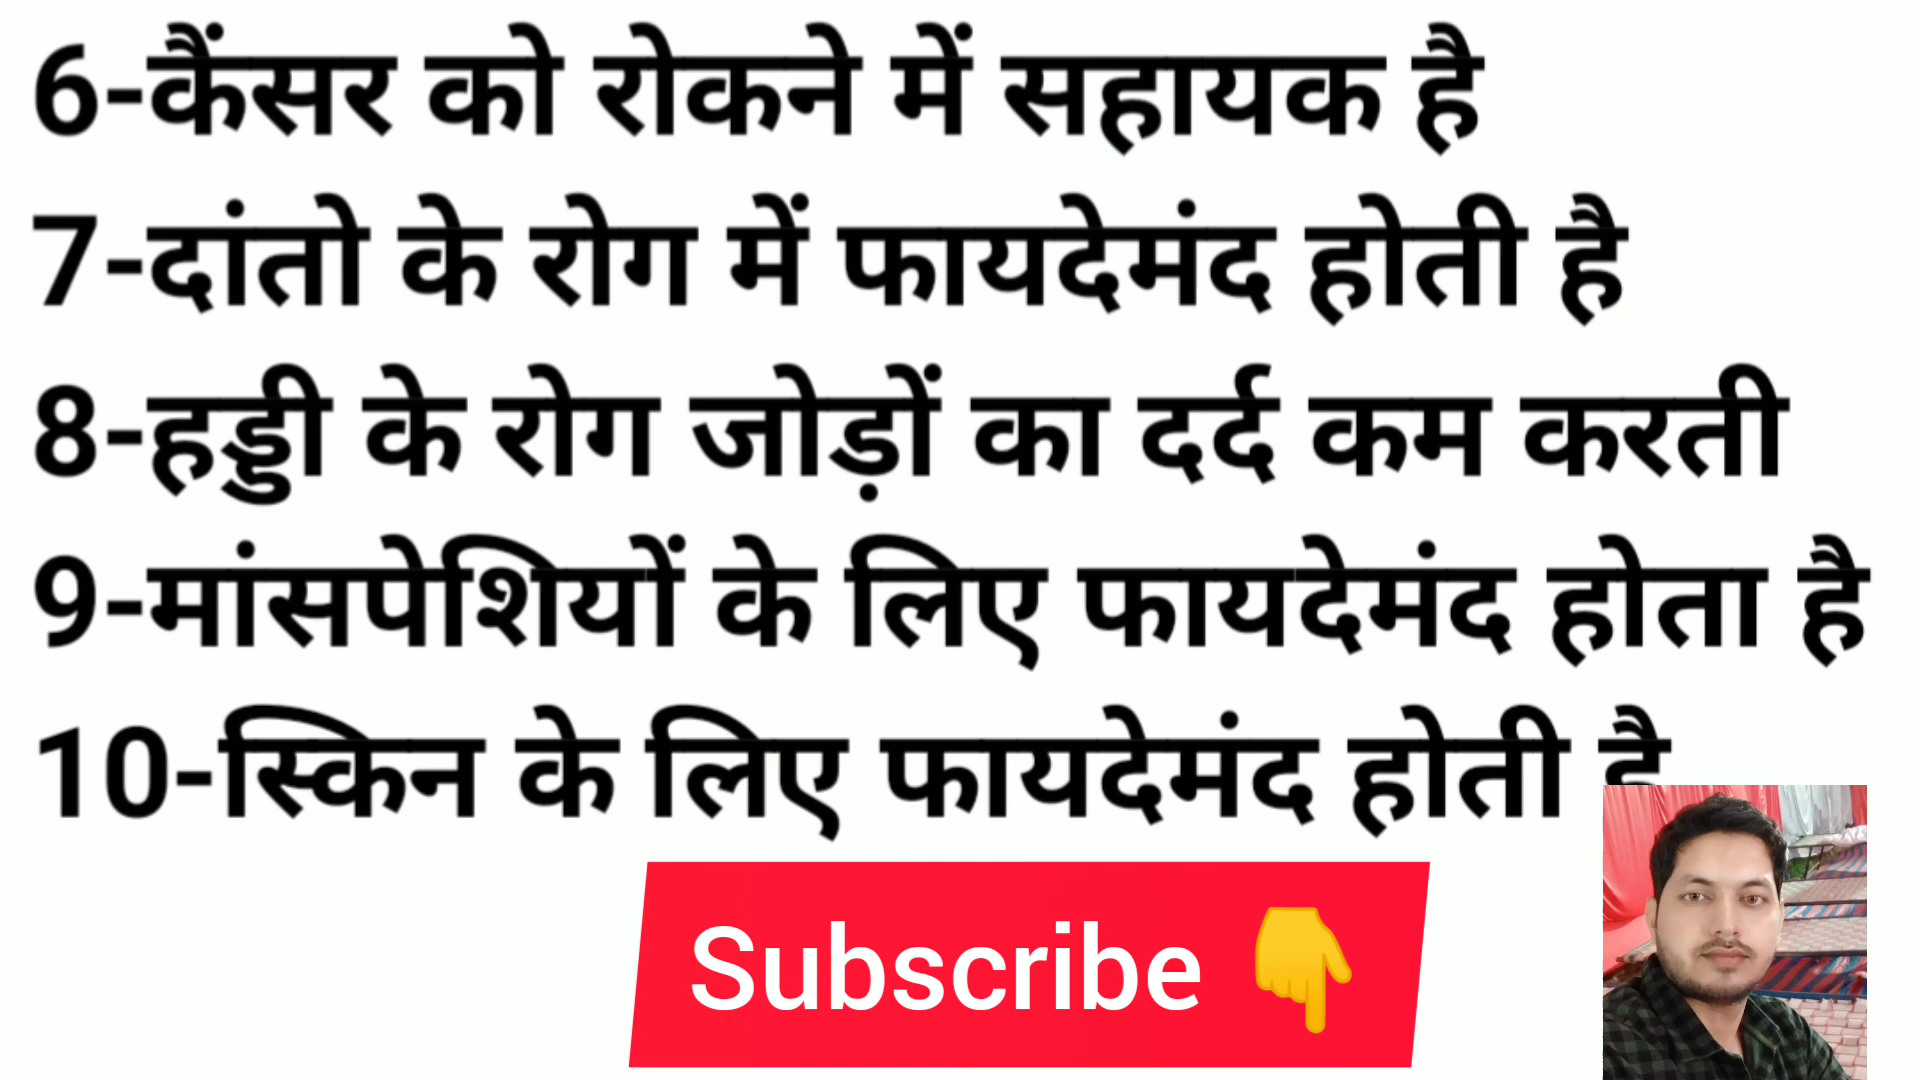 6-कैंसर को रोकने में सहायक है
7-दांतो के रोग में फायदेमंद होती है
8-हड्डी के रोग जोड़ों का दर्द कम करती
9-मांसपेशियों के लिए फायदेमंद होता है
10-स्किन के लिए फायदेमंद होती है
Subscribe 👇